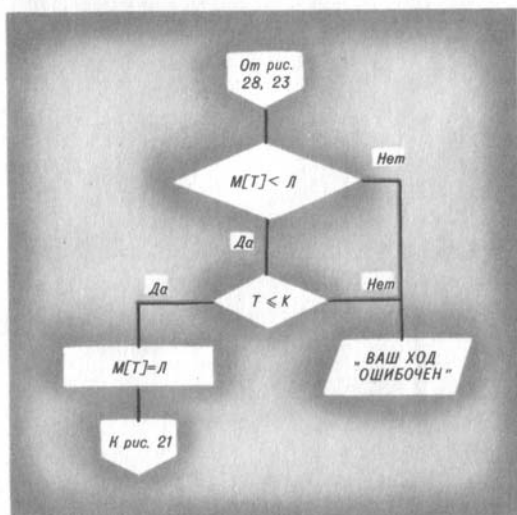 От рис.
28, 23
М[Т]< Л
Нет
Да
Т ⩽ К
Нет
Да
М[Т]=Л
„ ВАШ ХОД
ОШИБОЧЕН"
К рис. 21